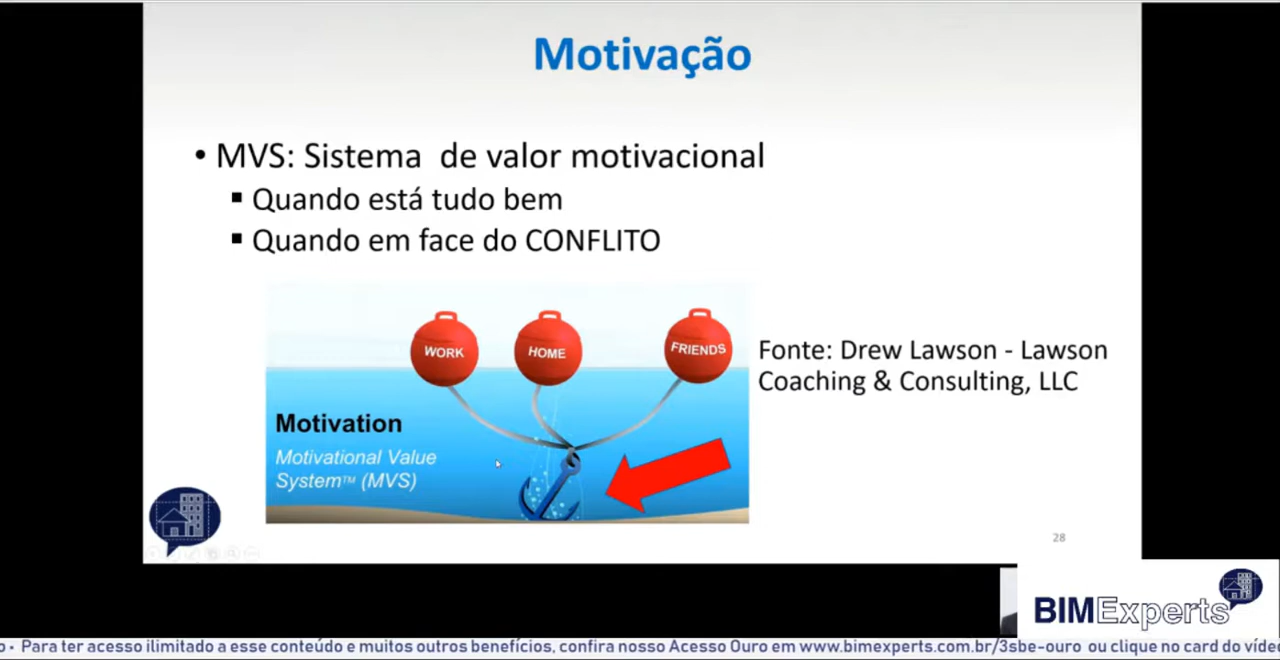 Motivação
• MVS: Sistema de valor motivacional
▪ Quando está tudo bem
▪ Quando em face do CONFLITO
WORK
HOME
FRIENDS
Fonte: Drew Lawson - Lawson
Coaching & Consulting, LLC
Motivation
Motivational Value
System™ (MVS)
28
BIMExperts
o • Para ter acesso ilimitado a esse conteúdo e muitos outros benefícios, confira nosso Acesso Ouro em www.bimexperts.com.br/3sbe-ouro ou clique no card do víde